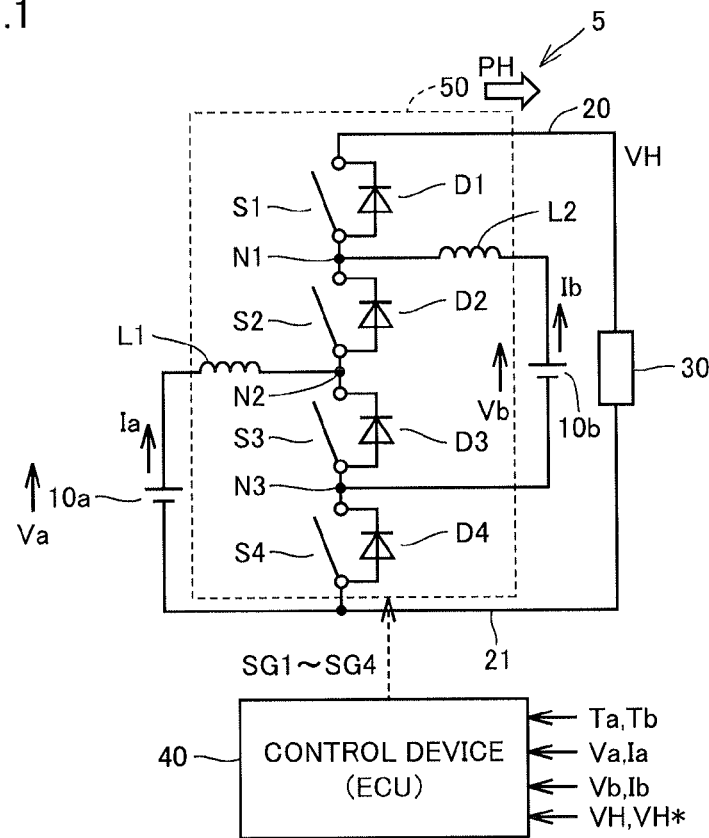 .1
5
PH
50
20
VH
D1
S1
L2
N1
Ib
D2
S2
L1
30
N2
Vb
10b
Ia
D3
S3
10a
N3
Va
D4
S4
21
SG1～SG4
Ta,Tb
40
CONTROL DEVICE
Va,Ia
(ECU)
Vb,Ib
VH,VH*